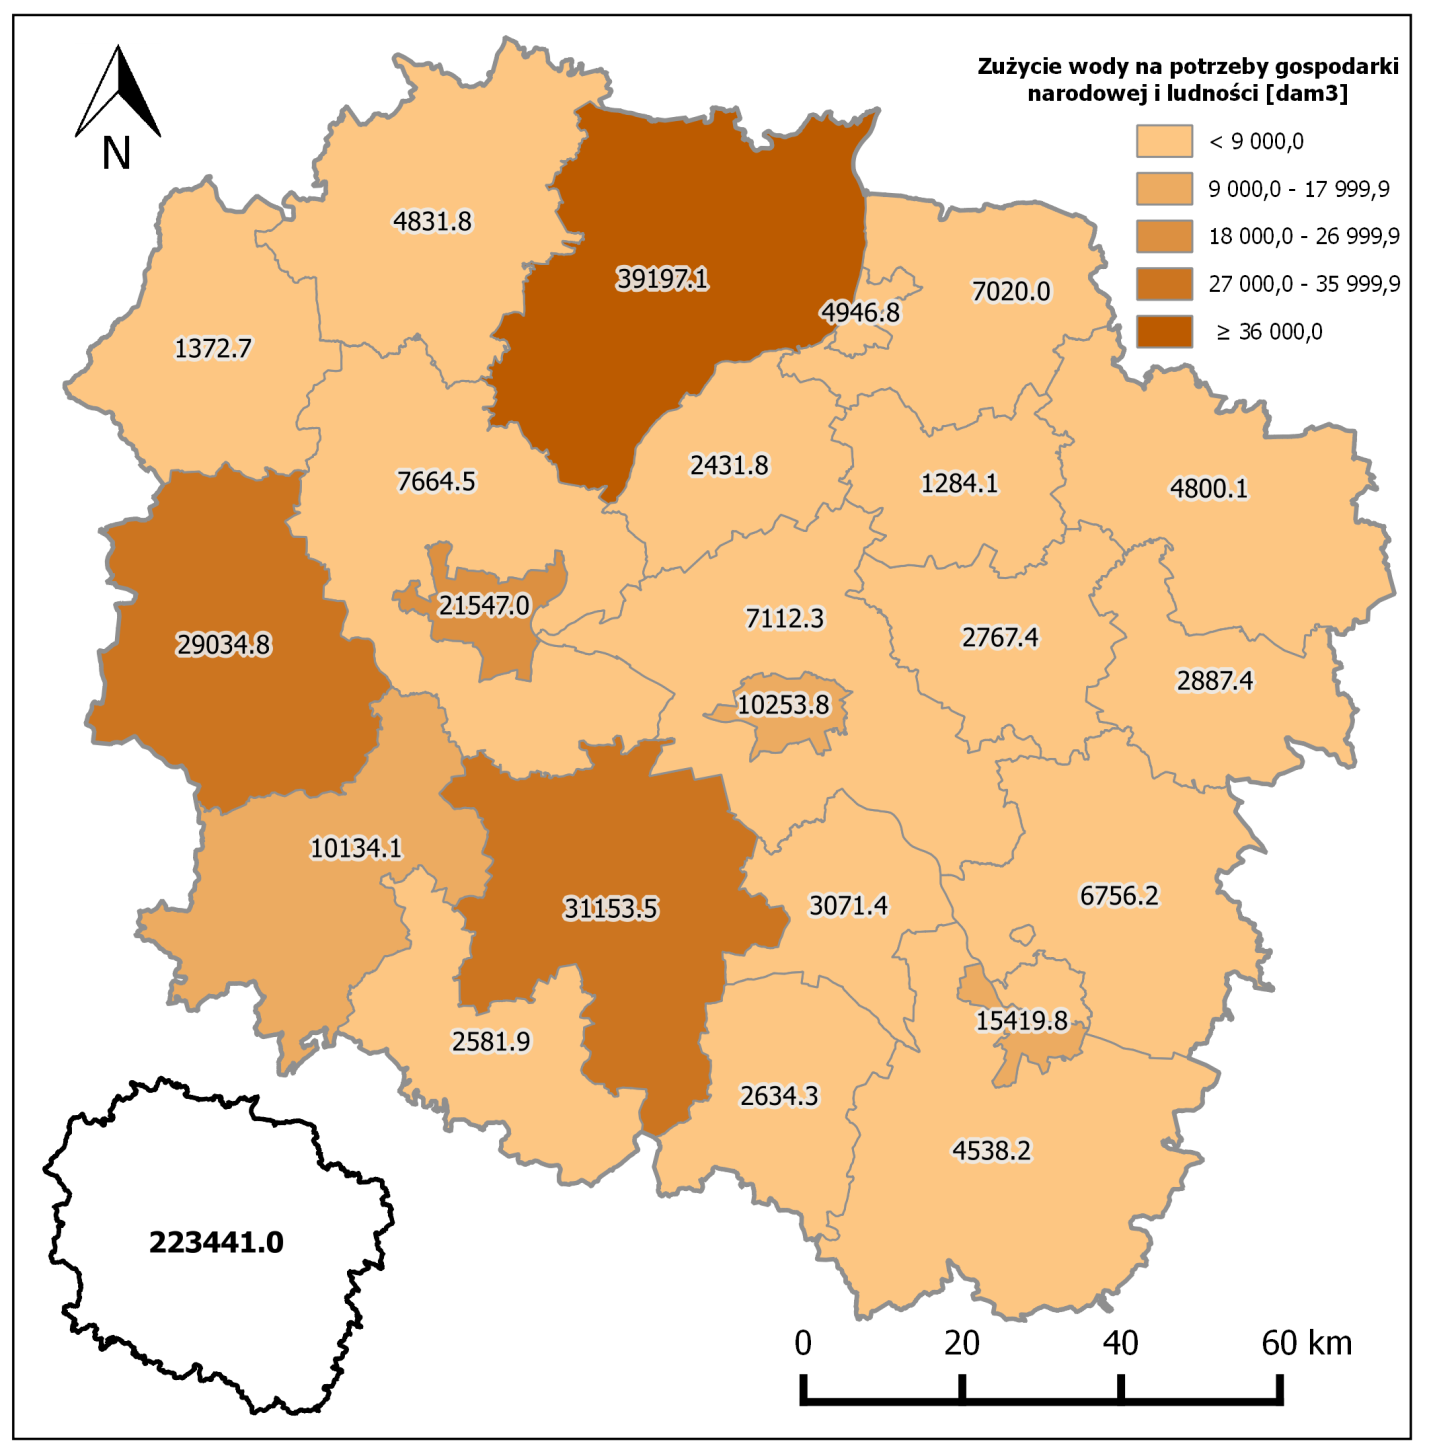 Zużycie wody na potrzeby gospodarki
narodowej i ludności [dam3]
< 9 000,0
9 000,0 - 17 999,9
18 000,0 - 26 999,9
27 000,0 - 35 999,9
≥ 36 000,0
N
4831.8
39197.1
4946.8
7020.0
1372.7
7664.5
2431.8
1284.1
4800.1
21547.0
29034.8
7112.3
2767.4
2887.4
10253.8
10134.1
31153.5
3071.4
6756.2
2581.9
15419.8
2634.3
4538.2
223441.0
0 20 40 60 km